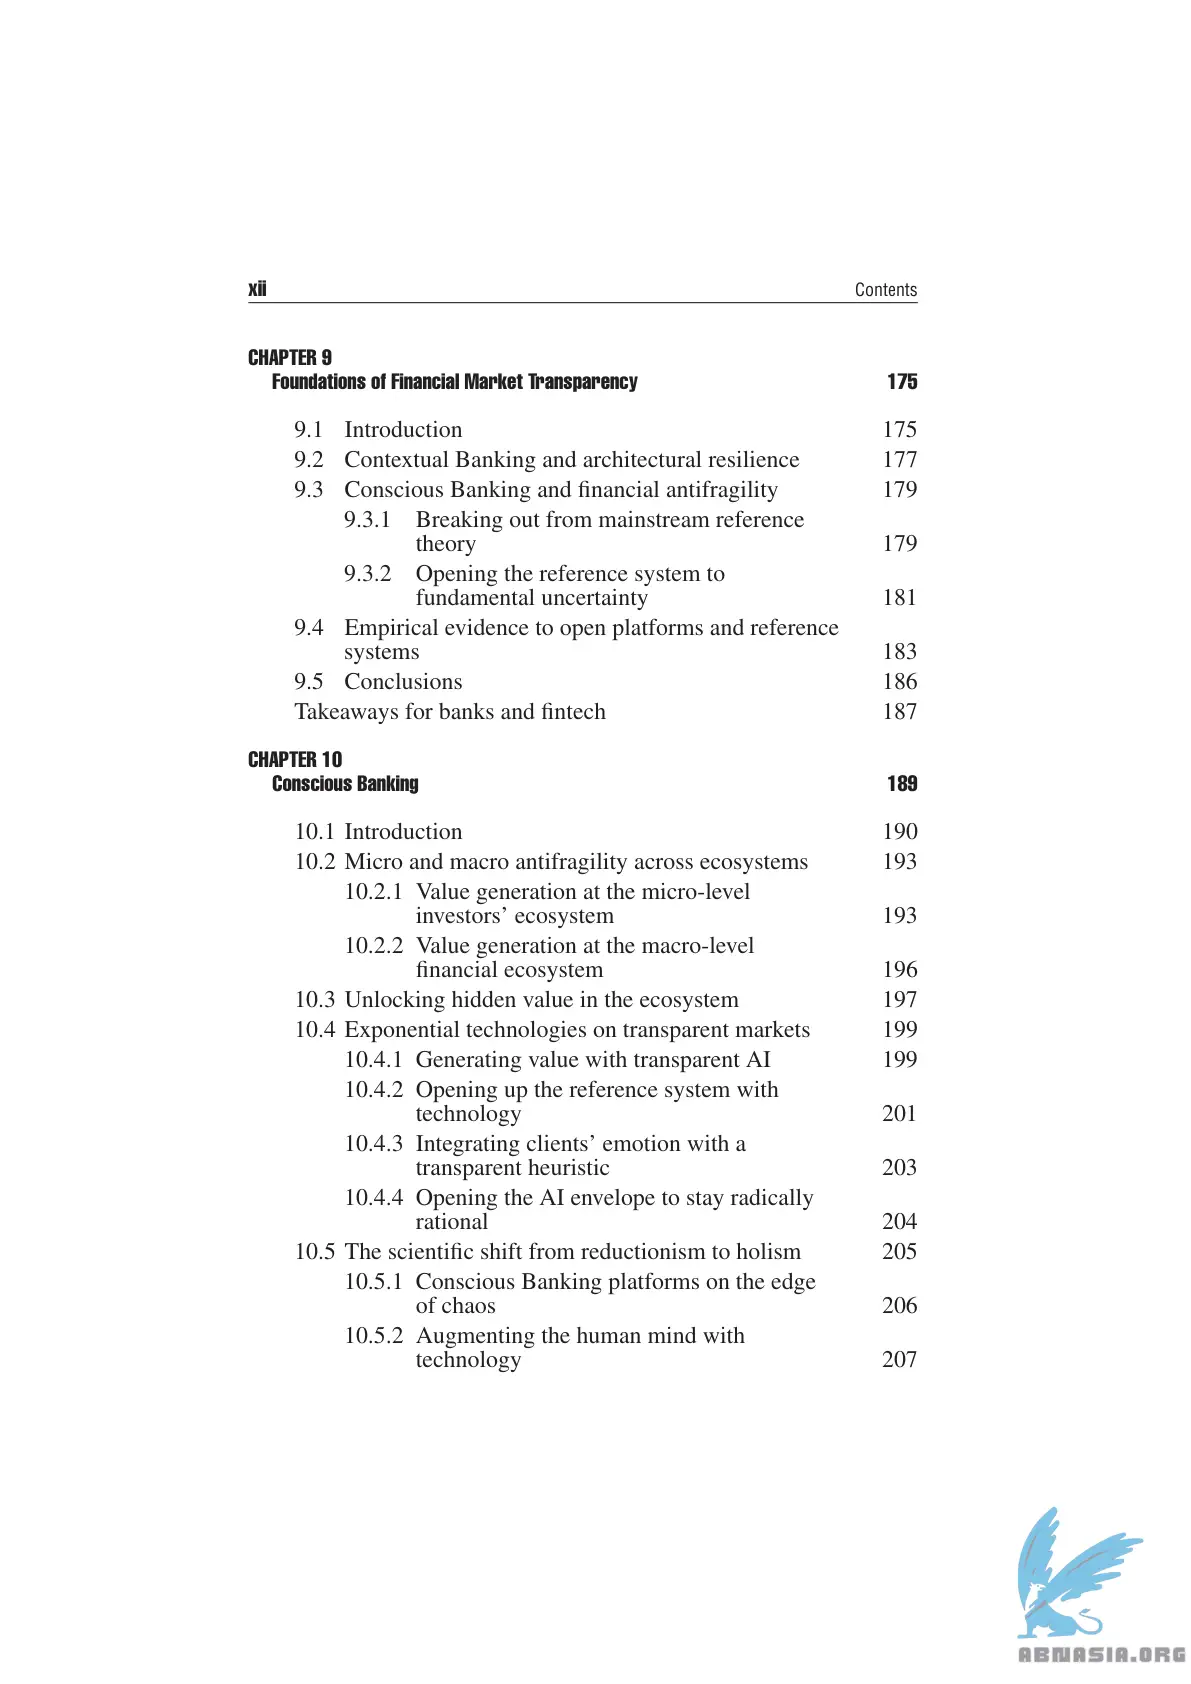 xii Contents
CHAPTER 9
Foundations of Financial Market Transparency 175
9.1 Introduction 175
9.2 Contextual Banking and architectural resilience 177
9.3 Conscious Banking and financial antifragility 179
9.3.1 Breaking out from mainstream reference
theory 179
9.3.2 Opening the reference system to
fundamental uncertainty 181
9.4 Empirical evidence to open platforms and reference
systems 183
9.5 Conclusions 186
Takeaways for banks and fintech 187
CHAPTER 10
Conscious Banking 189
10.1 Introduction 190
10.2 Micro and macro antifragility across ecosystems 193
10.2.1 Value generation at the micro-level
investors’ ecosystem 193
10.2.2 Value generation at the macro-level
financial ecosystem 196
10.3 Unlocking hidden value in the ecosystem 197
10.4 Exponential technologies on transparent markets 199
10.4.1 Generating value with transparent AI 199
10.4.2 Opening up the reference system with
technology 201
10.4.3 Integrating clients’ emotion with a
transparent heuristic 203
10.4.4 Opening the AI envelope to stay radically
rational 204
10.5 The scientific shift from reductionism to holism 205
10.5.1 Conscious Banking platforms on the edge
of chaos 206
10.5.2 Augmenting the human mind with
technology 207
ABNASIA.ORG